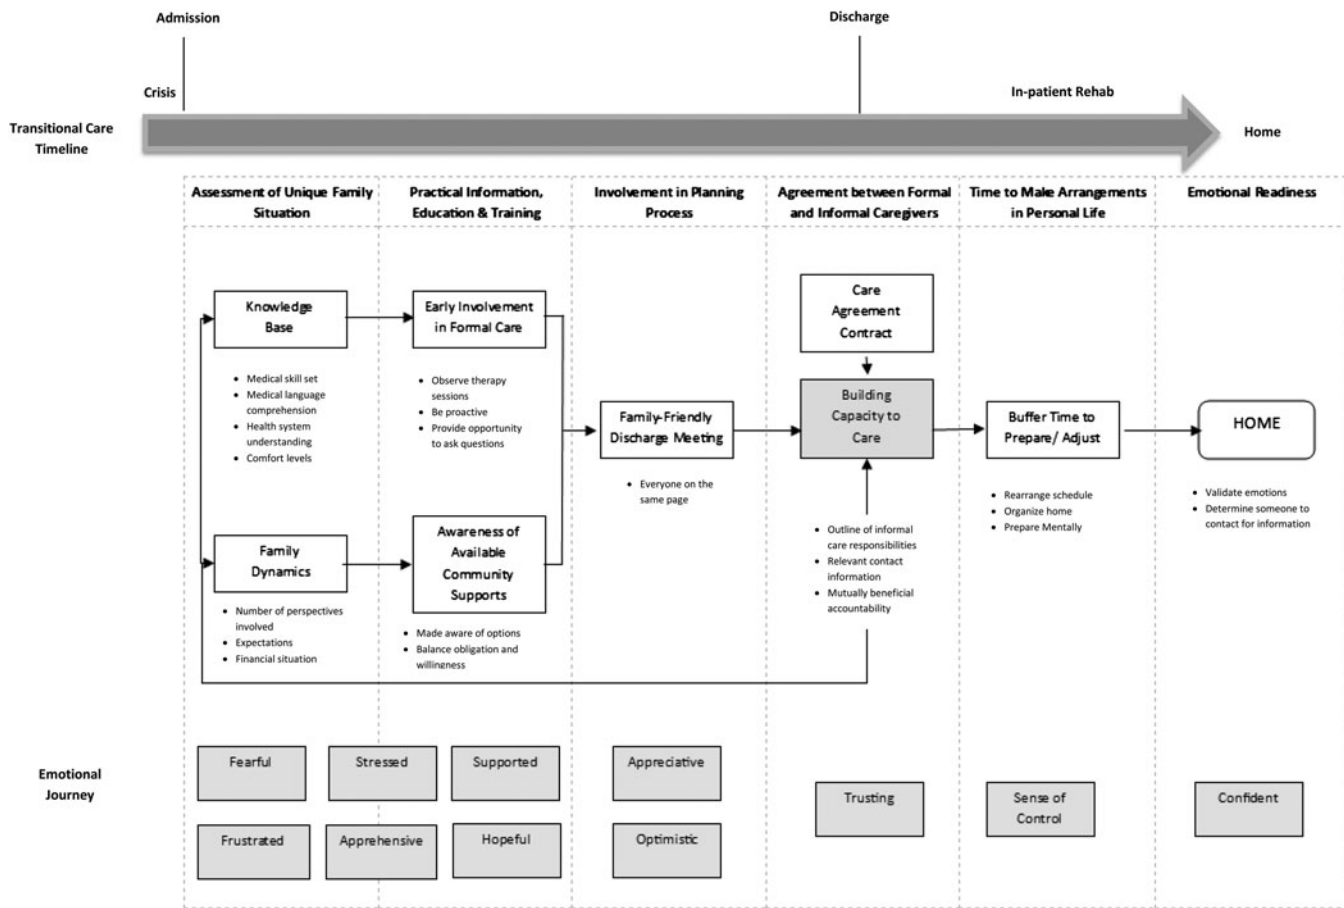 Admission
Discharge
Crisis
In-patient Rehab
Transitional Care
Timeline
Home
Assessment of Unique Family
Situation
Practical Information,
Education & Training
Involvement in Planning
Process
Agreement between Formal
and Informal Caregivers
Time to Make Arrangements
in Personal Life
Emotional Readiness
Knowledge
Base
• Medical skill set
• Medical language
comprehension
• Health system
understanding
• Comfort levels
Family
Dynamics
• Number of perspectives
involved
• Expectations
• Financial situation
Early Involvement
in Formal Care
• Observe therapy
sessions
• Be proactive
• Provide opportunity
to ask questions
Awareness of
Available
Community
Supports
• Made aware of options
• Balance obligation and
willingness
Family-Friendly
Discharge Meeting
• Everyone on the
same page
Care
Agreement
Contract
Building
Capacity to
Care
• Outline of informal
care responsibilities
• Relevant contact
information
• Mutually beneficial
accountability
Buffer Time to
Prepare/ Adjust
• Rearrange schedule
• Organize home
• Prepare Mentally
HOME
• Validate emotions
• Determine someone to
contact for information
Emotional
Journey
Fearful
Stressed
Supported
Appreciative
Trusting
Sense of
Control
Confident
Frustrated
Apprehensive
Hopeful
Optimistic